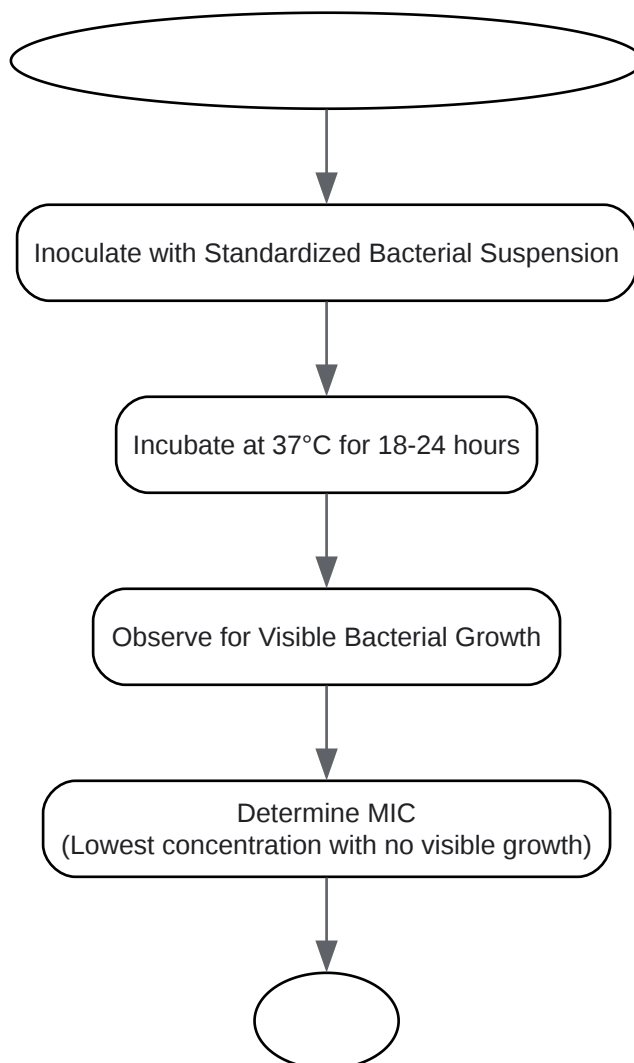 Inoculate with Standardized Bacterial Suspension
Incubate at 37°C for 18-24 hours
Observe for Visible Bacterial Growth
Determine MIC
(Lowest concentration with no visible growth)